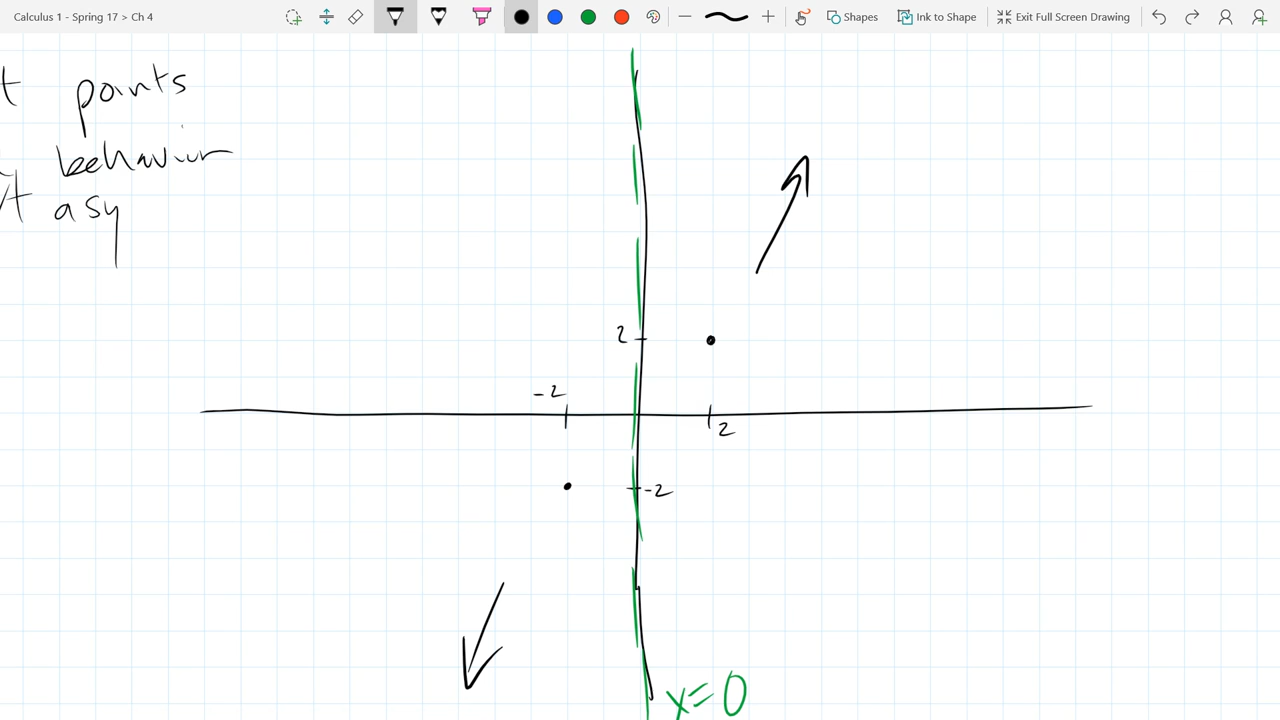 Calculus 1 - Spring 17 > Ch 4
Shapes
Ink to Shape
Exit Full Screen Drawing
t points
behavior
t asy
2
-2
2
-2
x=0